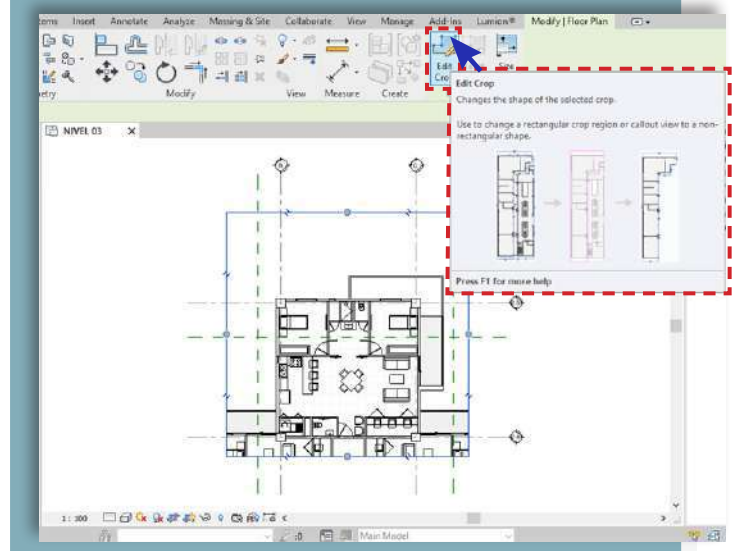 tems Insert Annotate Analyze Massing & Site Collaborate View Manage Add-Ins Lumion® Modify | Floor Plan
Edit
Crop
Size
etry Modify View Measure Create
Edit Crop
Changes the shape of the selected crop.
Use to change a rectangular crop region or callout view to a non-
rectangular shape.
Press F1 for more help
NIVEL 03 X
1 : 100
:0 Main Model